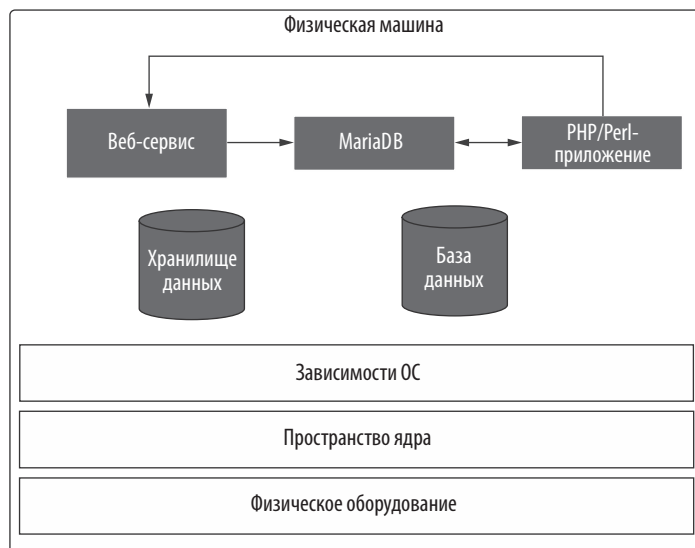 Физическая машина
Веб-сервис
MariaDB
PHP/Perl-
приложение
Хранилище
данных
База
данных
Зависимости ОС
Пространство ядра
Физическое оборудование